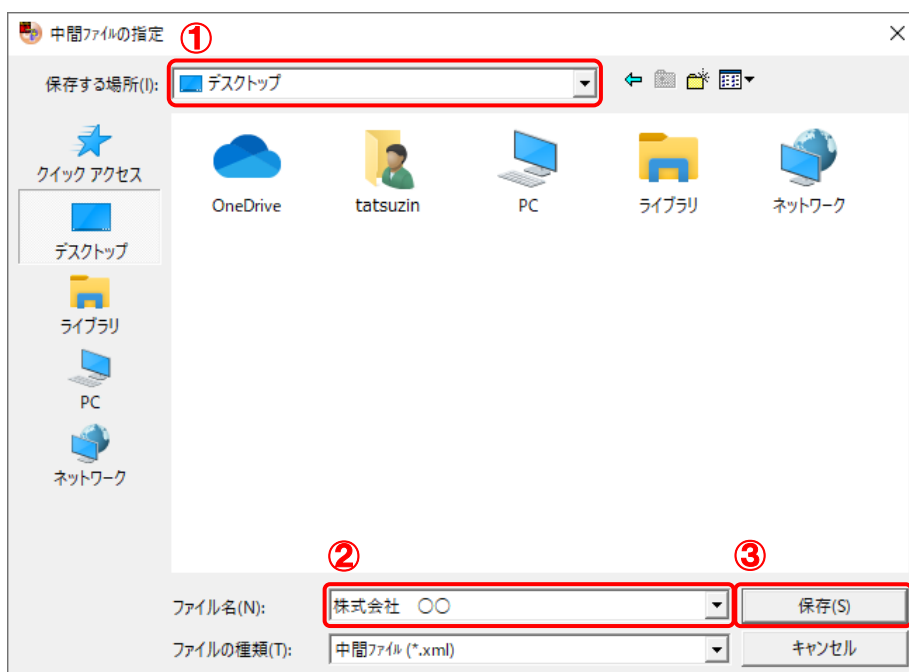 中間ファイルの指定
①
保存する場所(I):
デスクトップ
クイック アクセス
デスクトップ
ライブラリ
PC
ネットワーク
OneDrive
tatsuzin
PC
ライブラリ
ネットワーク
②
③
ファイル名(N):
株式会社　〇〇
保存(S)
ファイルの種類(T):
中間ファイル (*.xml)
キャンセル